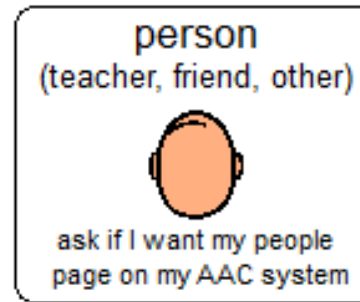 person
(teacher, friend, other)
ask if I want my people
page on my AAC system